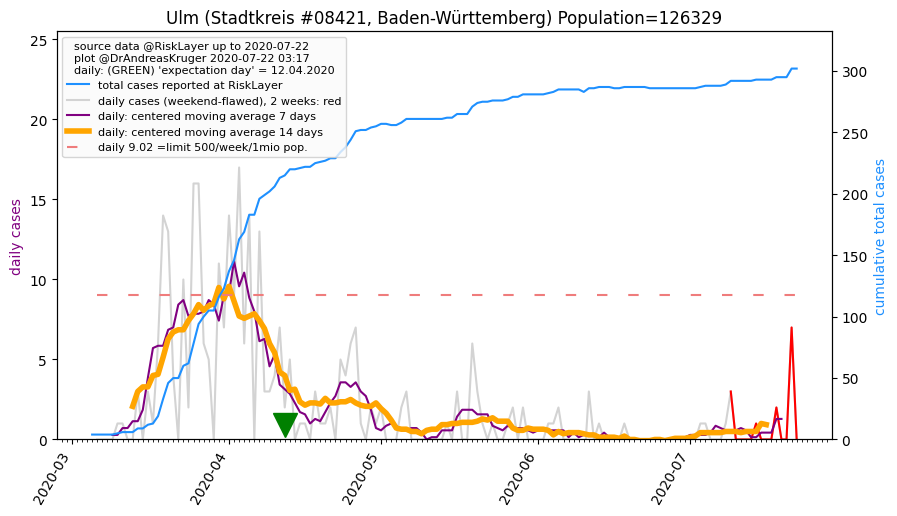 Ulm (Stadtkreis #08421, Baden-Württemberg) Population=126329
source data @RiskLayer up to 2020-07-22
plot @DrAndreasKruger 2020-07-22 03:17
daily: (GREEN) 'expectation day' = 12.04.2020
total cases reported at RiskLayer
daily cases (weekend-flawed), 2 weeks: red
daily: centered moving average 7 days
daily: centered moving average 14 days
daily 9.02 =limit 500/week/1mio pop.
daily cases
25
20
15
10
5
0
cumulative total cases
300
250
200
150
100
50
0
2020-03
2020-04
2020-05
2020-06
2020-07